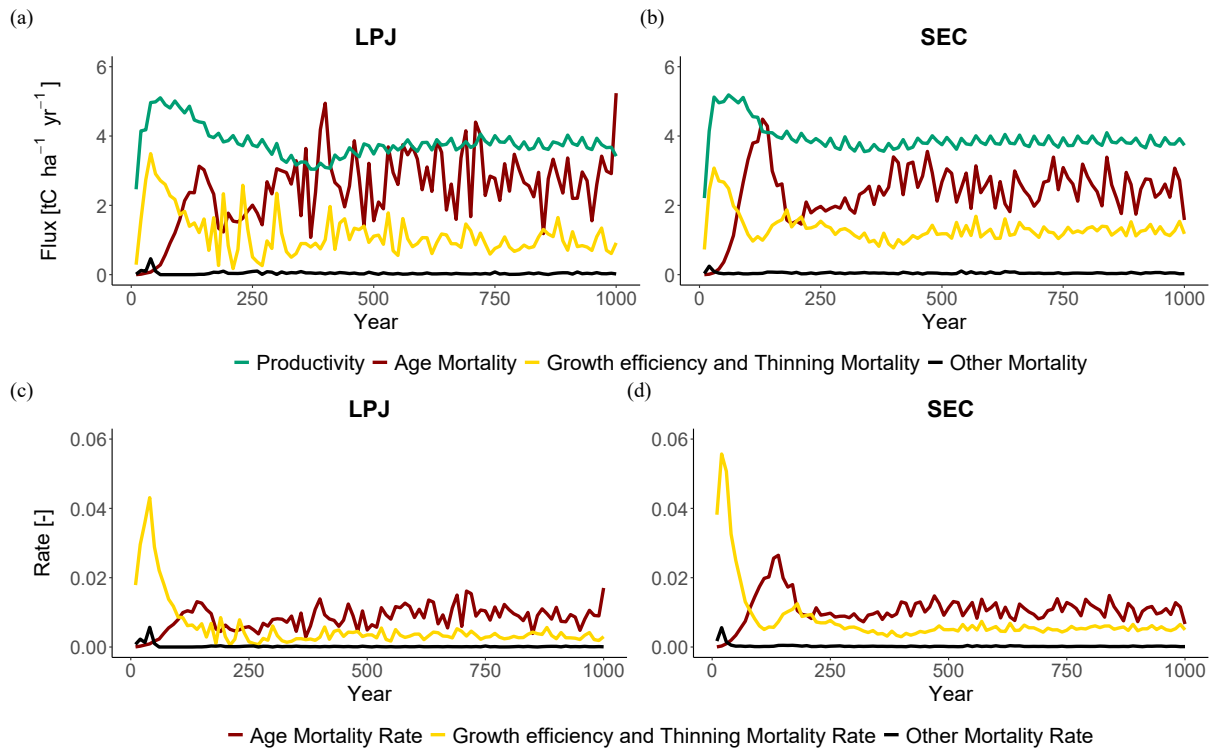 (a) (b)
LPJ SEC
Flux [tC ha⁻¹ yr⁻¹]
6 6
4 4
2 2
0 0
0 250 500 750 1000 0 250 500 750 1000
Year Year
Productivity Age Mortality Growth efficiency and Thinning Mortality Other Mortality
(c) (d)
LPJ SEC
Rate [-]
0.06 0.06
0.04 0.04
0.02 0.02
0.00 0.00
0 250 500 750 1000 0 250 500 750 1000
Year Year
Age Mortality Rate Growth efficiency and Thinning Mortality Rate Other Mortality Rate